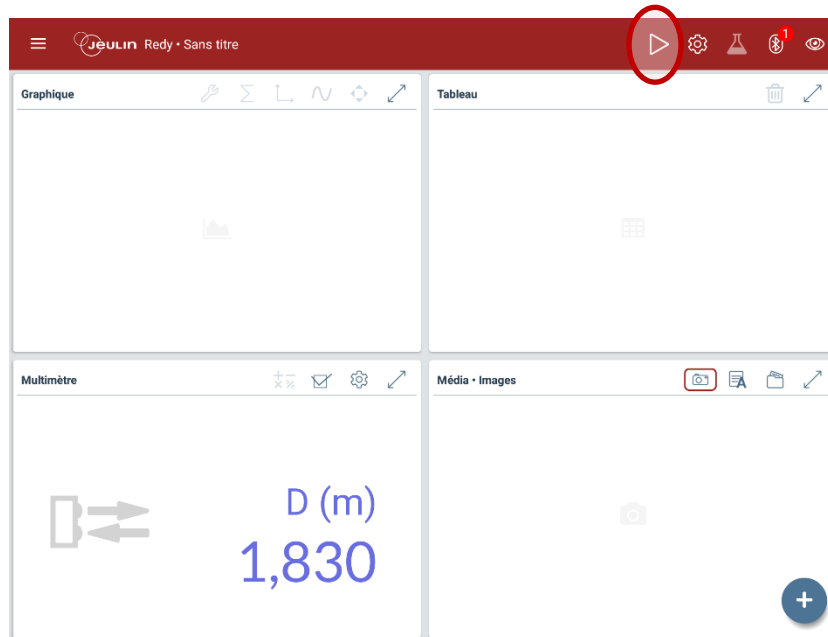 Jeulin Redy • Sans titre
1
Graphique
Tableau
Multimètre
Média • Images
A
D (m)
1,830
+